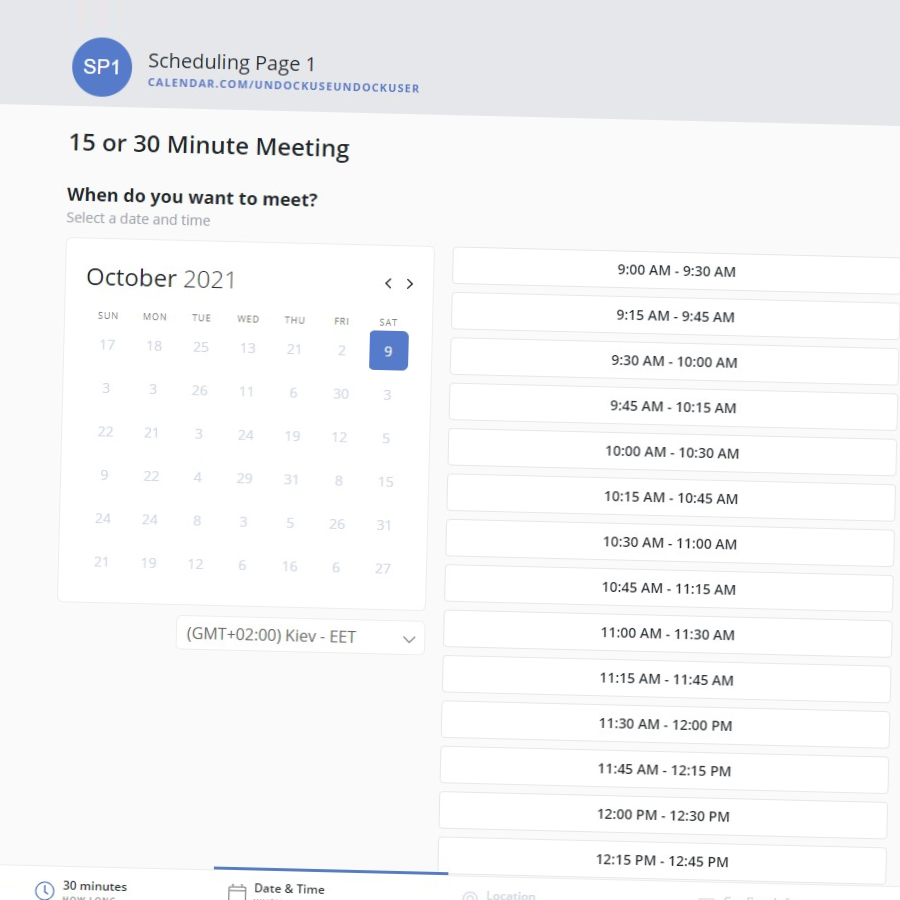 SP1
Scheduling Page 1
CALENDAR.COM/UNDOCKUSEUNDOCKUSER
15 or 30 Minute Meeting
When do you want to meet?
Select a date and time
October 2021
SUN MON TUE WED THU FRI SAT
17 18 25 13 21 2 9
3 3 26 11 6 30 3
22 21 3 24 19 12 5
9 22 4 29 31 8 15
24 24 8 3 5 26 31
21 19 12 6 16 6 27
(GMT+02:00) Kiev - EET
9:00 AM - 9:30 AM
9:15 AM - 9:45 AM
9:30 AM - 10:00 AM
9:45 AM - 10:15 AM
10:00 AM - 10:30 AM
10:15 AM - 10:45 AM
10:30 AM - 11:00 AM
10:45 AM - 11:15 AM
11:00 AM - 11:30 AM
11:15 AM - 11:45 AM
11:30 AM - 12:00 PM
11:45 AM - 12:15 PM
12:00 PM - 12:30 PM
12:15 PM - 12:45 PM
30 minutes
HOW LONG
Date & Time
Location